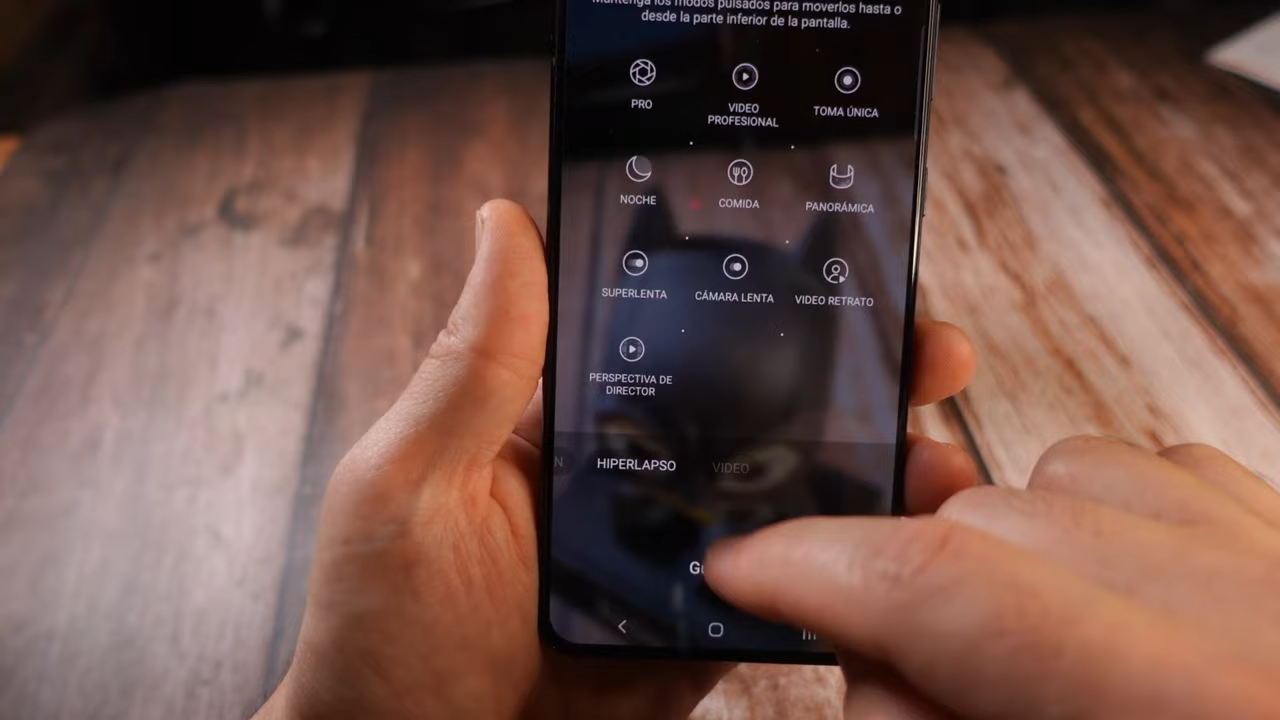 Mantenga los modos pulsados para moverlos hasta o
desde la parte inferior de la pantalla.
PRO
VIDEO
PROFESIONAL
TOMA ÚNICA
NOCHE
COMIDA
PANORÁMICA
SUPERLENTA
CÁMARA LENTA
VIDEO RETRATO
PERSPECTIVA DE
DIRECTOR
N
HIPERLAPSO
VIDEO